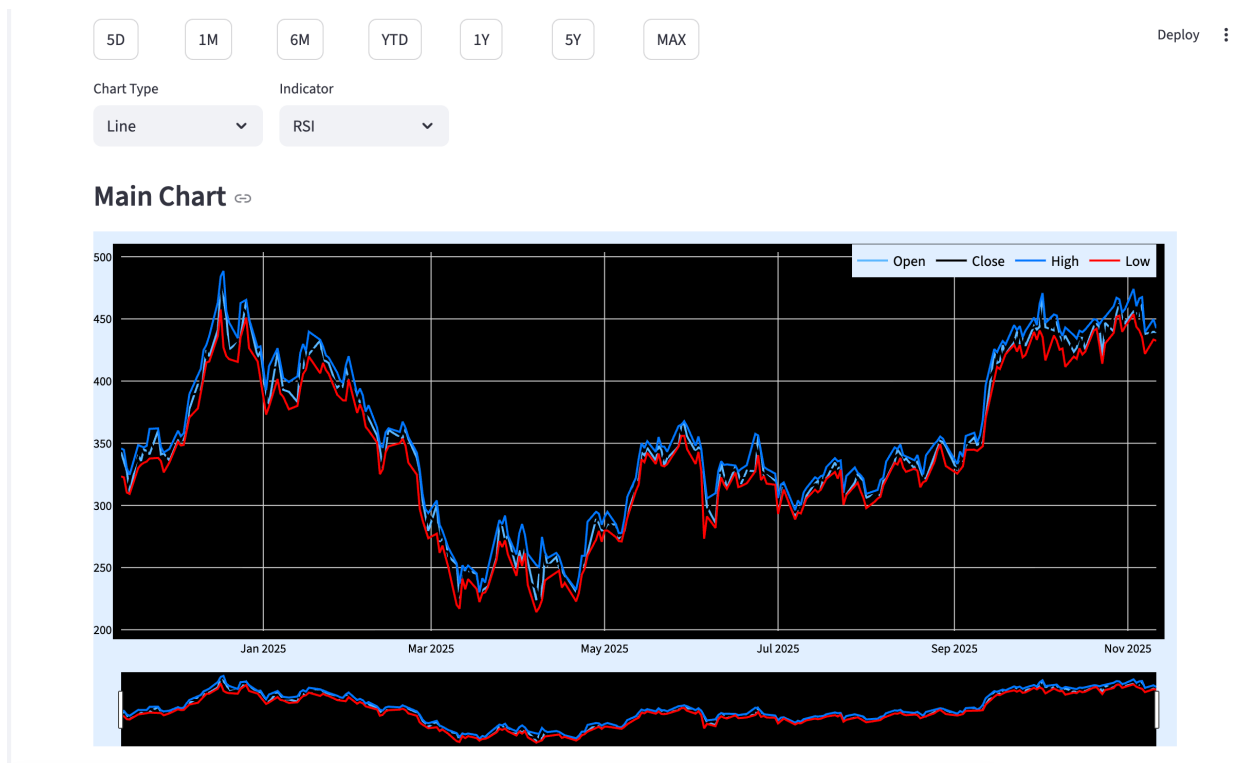 5D 1M 6M YTD 1Y 5Y MAX Deploy
Chart Type Indicator
Line RSI
Main Chart
Open Close High Low
500
450
400
350
300
250
200
Jan 2025 Mar 2025 May 2025 Jul 2025 Sep 2025 Nov 2025